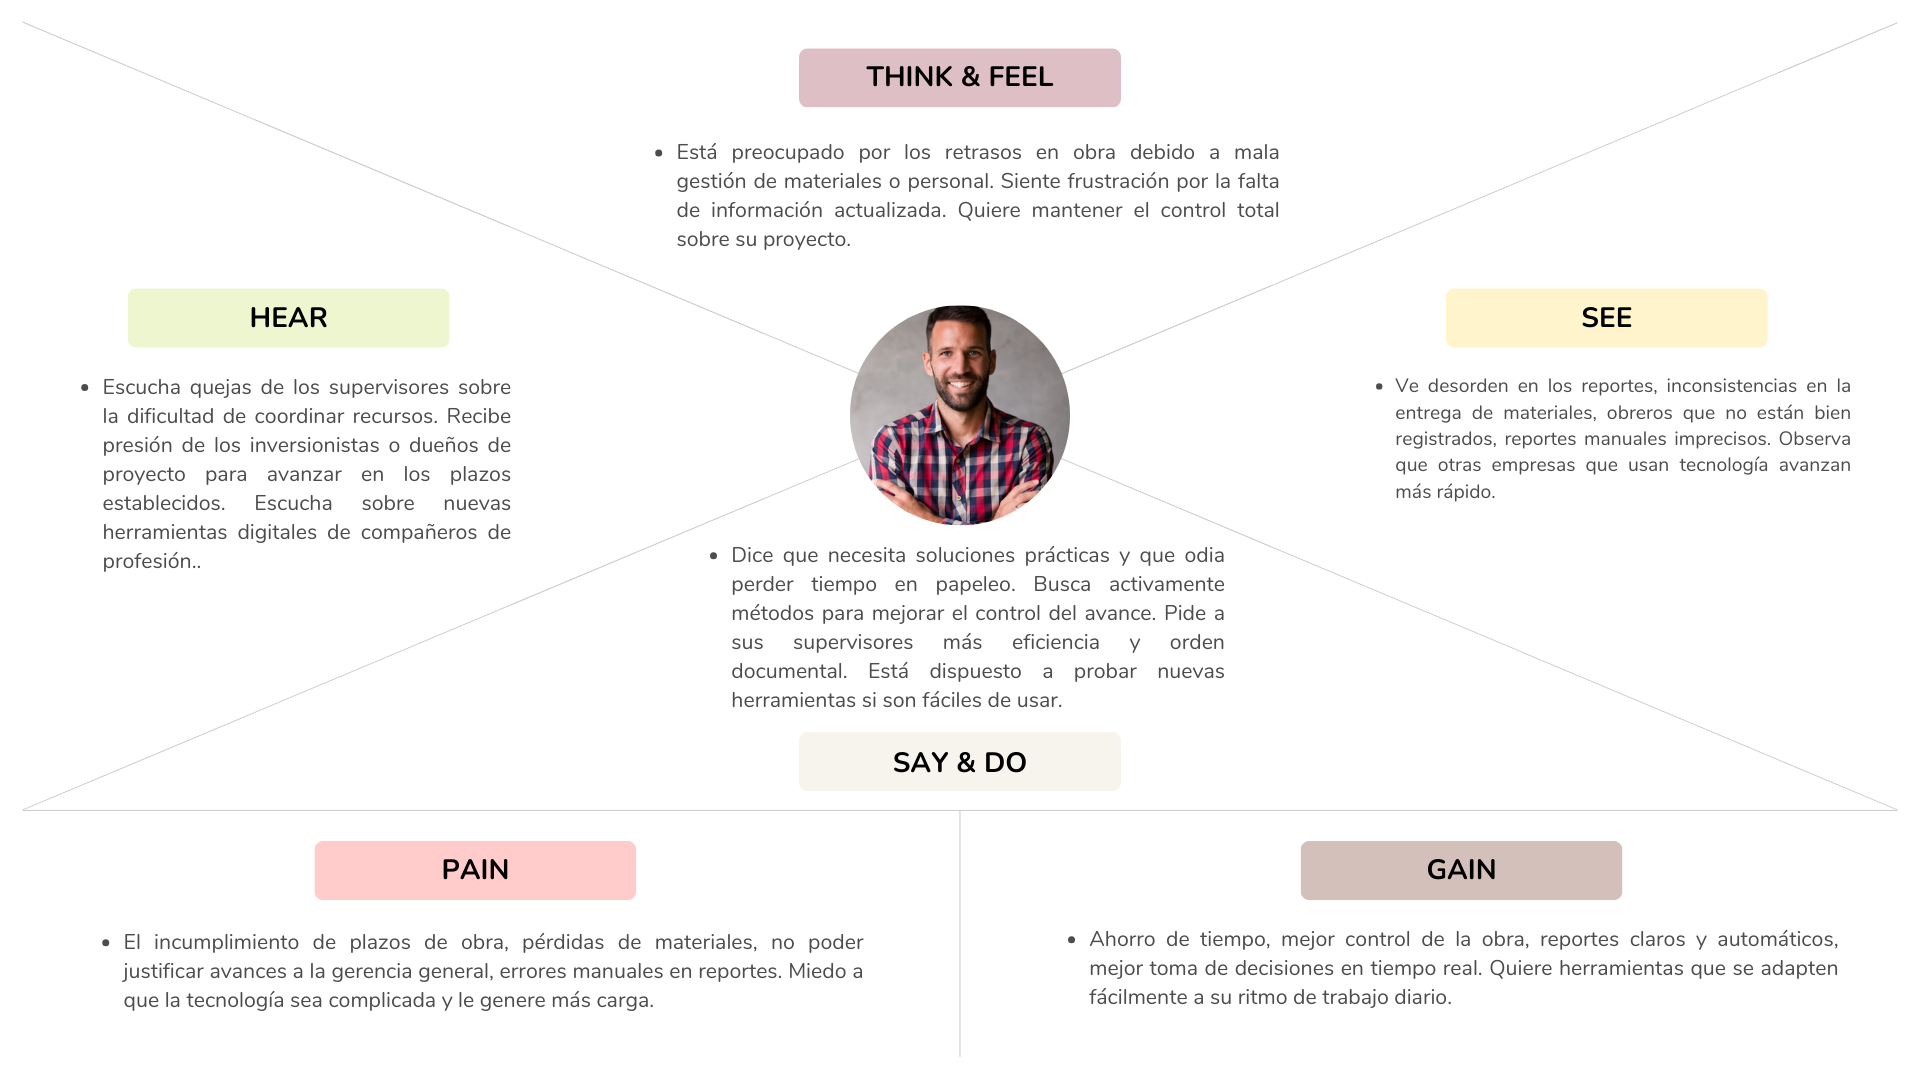 THINK & FEEL
• Está preocupado por los retrasos en obra debido a mala
gestión de materiales o personal. Siente frustración por la falta
de información actualizada. Quiere mantener el control total
sobre su proyecto.
HEAR
• Escucha quejas de los supervisores sobre
la dificultad de coordinar recursos. Recibe
presión de los inversionistas o dueños de
proyecto para avanzar en los plazos
establecidos. Escucha sobre nuevas
herramientas digitales de compañeros de
profesión..
SEE
• Ve desorden en los reportes, inconsistencias en la
entrega de materiales, obreros que no están bien
registrados, reportes manuales imprecisos. Observa
que otras empresas que usan tecnología avanzan
más rápido.
• Dice que necesita soluciones prácticas y que odia
perder tiempo en papeleo. Busca activamente
métodos para mejorar el control del avance. Pide a
sus supervisores más eficiencia y orden
documental. Está dispuesto a probar nuevas
herramientas si son fáciles de usar.
SAY & DO
PAIN
• El incumplimiento de plazos de obra, pérdidas de materiales, no poder
justificar avances a la gerencia general, errores manuales en reportes. Miedo a
que la tecnología sea complicada y le genere más carga.
GAIN
• Ahorro de tiempo, mejor control de la obra, reportes claros y automáticos,
mejor toma de decisiones en tiempo real. Quiere herramientas que se adapten
fácilmente a su ritmo de trabajo diario.